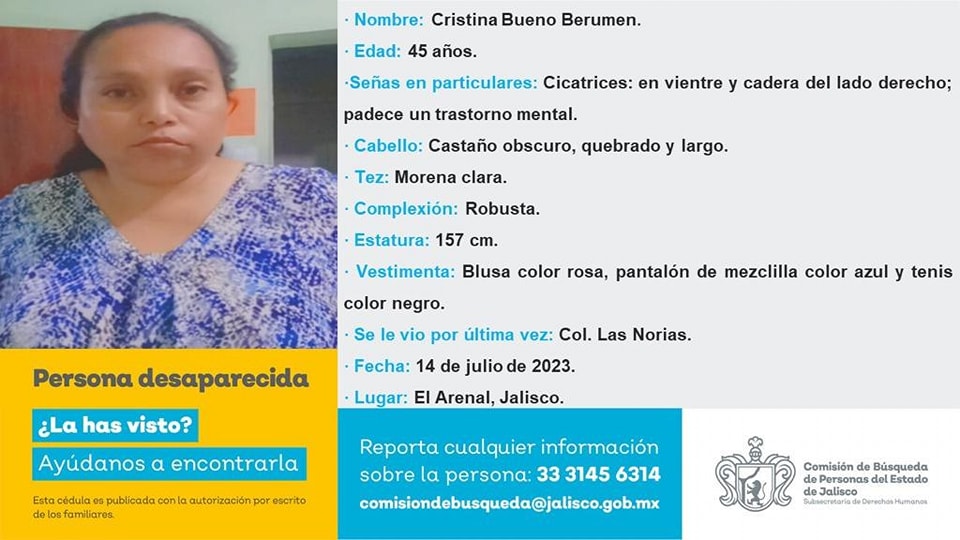 · Nombre: Cristina Bueno Berumen.
· Edad: 45 años.
·Señas en particulares: Cicatrices: en vientre y cadera del lado derecho;
padece un trastorno mental.
· Cabello: Castaño obscuro, quebrado y largo.
· Tez: Morena clara.
· Complexión: Robusta.
· Estatura: 157 cm.
· Vestimenta: Blusa color rosa, pantalón de mezclilla color azul y tenis
color negro.
· Se le vio por última vez: Col. Las Norias.
· Fecha: 14 de julio de 2023.
· Lugar: El Arenal, Jalisco.
Persona desaparecida
¿La has visto?
Ayúdanos a encontrarla
Esta cédula es publicada con la autorización por escrito
de los familiares.
Reporta cualquier información
sobre la persona: 33 3145 6314
comisiondebusqueda@jalisco.gob.mx
Comisión de Búsqueda
de Personas del Estado
de Jalisco
Subsecretaría de Derechos Humanos